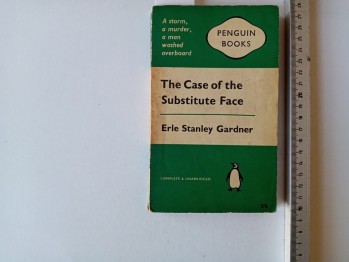 A storm,
a murder,
a man
washed
overboard
PENGUIN
BOOKS
The Case of the
Substitute Face
Erle Stanley Gardner
COMPLETE & UNABRIDGED